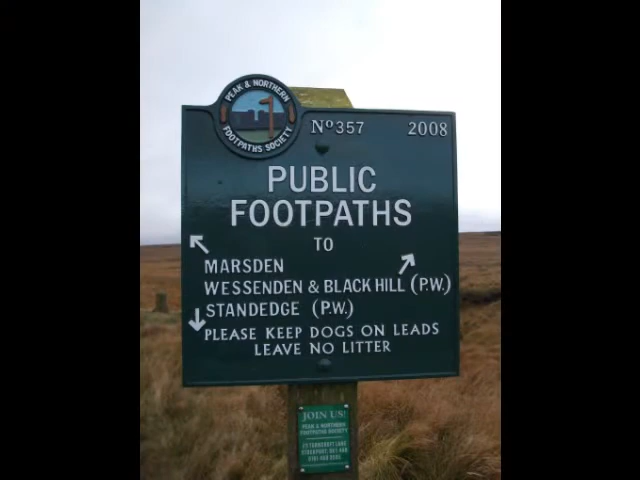 PEAK & NORTHERN
FOOTPATHS SOCIETY
Nº357 2008
PUBLIC
FOOTPATHS
TO
MARSDEN
WESSENDEN & BLACK HILL (P.W.)
STANDEDGE (P.W.)
PLEASE KEEP DOGS ON LEADS
LEAVE NO LITTER
JOIN US!
PEAK & NORTHERN
FOOTPATHS SOCIETY
STOCKPORT,